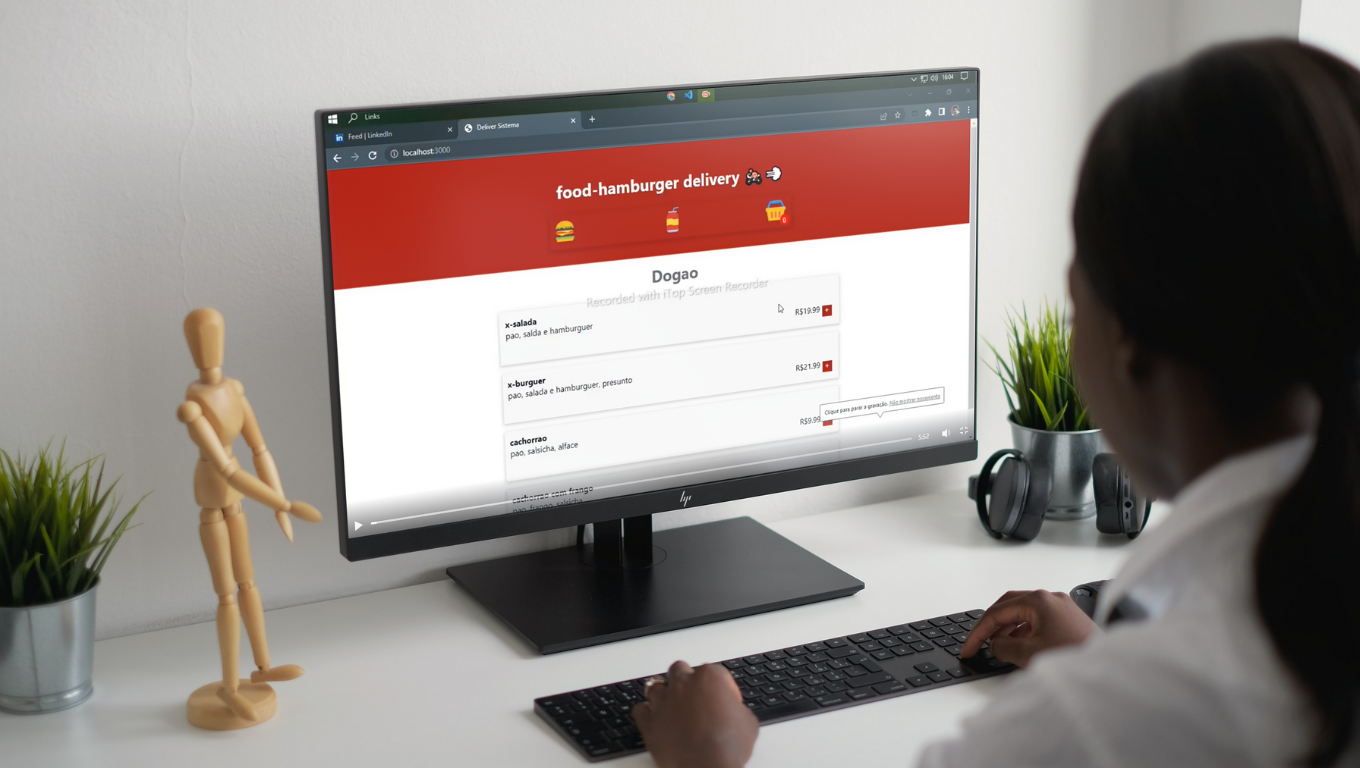 Links
16:04
Feed | LinkedIn
Deliver Sistema
localhost:3000
food-hamburger delivery
0
Dogao
Recorded with iTop Screen Recorder
x-salada
pao, salda e hamburguer
R$19.99 +
x-burguer
pao, salada e hamburguer, presunto
R$21.99 +
Clique para parar a gravação. Não mostrar novamente
cachorrao
pao, salsicha, alface
R$9.99
5:52
cachorrao com frango
pao, frango, salsicha
hp